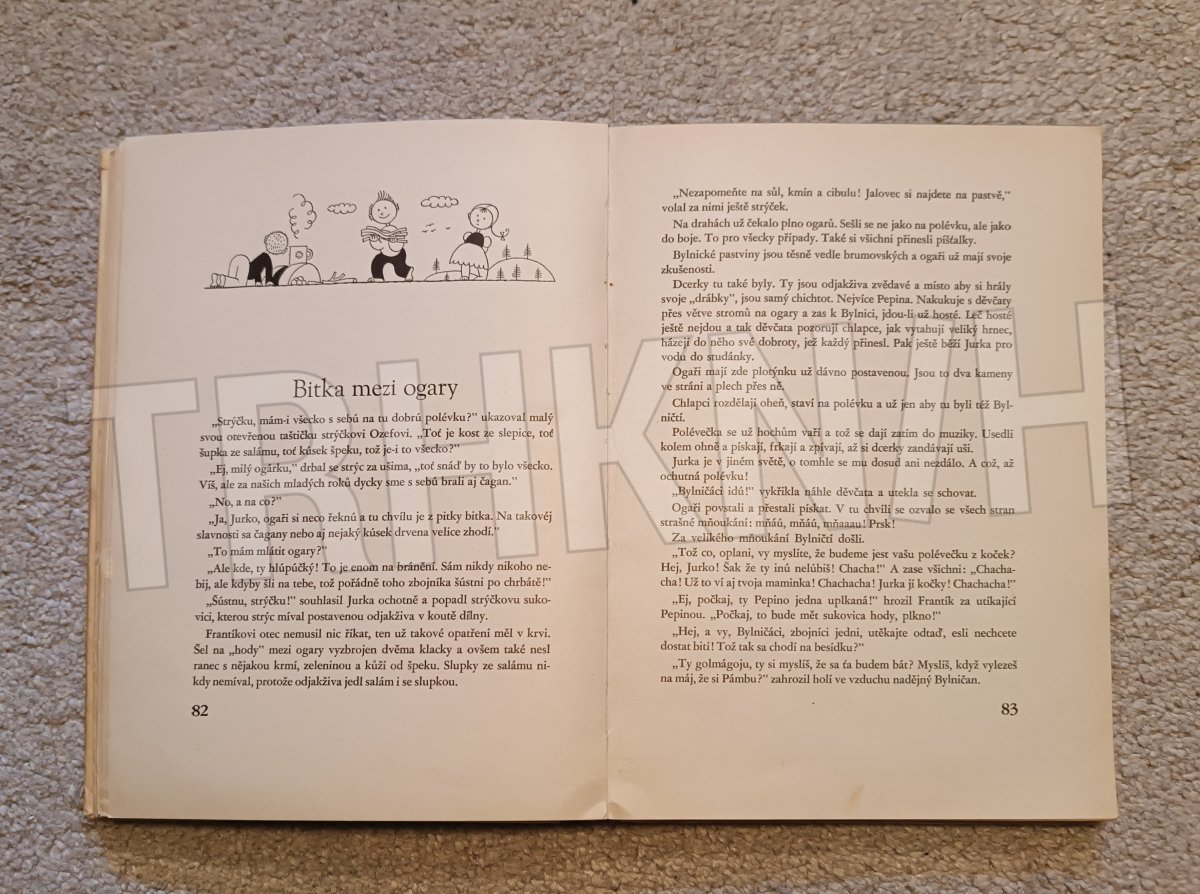 Bitka mezi ogary
„Strýčku, mám-i všecko s sebú na tu dobrú polévku?“ ukazoval malý
svou otevřenou taštičku strýčkovi Ozefovi. „Toť je kost ze slepice, toť
šupka ze salámu, toť kúsek špeku, tož je-i to všecko?“
„Ej, milý ogárku,“ drbal se strýc za ušima, „toť snáď by to bylo všecko.
Víš, ale za našich mladých roků dycky sme s sebú brali aj čagan.“
„No, a na co?“
„Ja, Jurko, ogaři si neco řeknú a tu chvílu je z pitky bitka. Na takovéj
slavnosti sa čagany nebo aj nejaký kúsek drvena velice zhodí.“
„To mám mlátit ogary?“
„Ale kde, ty hlúpúčký! To je enom na bránění. Sám nikdy nikoho ne-
bij, ale kdyby šli na tebe, tož pořádně toho zbojníka šústni po chrbátě!“
„Šústnu, strýčku!“ souhlasil Jurka ochotně a popadl strýčkovu suko-
vici, kterou strýc míval postavenou odjakživa v koutě dílny.
Frantíkovi otec nemusil nic říkat, ten už takové opatření měl v krvi.
Šel na „hody“ mezi ogary vyzbrojen dvěma klacky a ovšem také nesl
ranec s nějakou krmí, zeleninou a kůží od špeku. Slupky ze salámu ni-
kdy nemíval, protože odjakživa jedl salám i se slupkou.
82
„Nezapomeňte na sůl, kmín a cibulu! Jalovec si najdete na pastvě,“
volal za nimi ještě strýček.
Na drahách už čekalo plno ogarů. Sešli se ne jako na polévku, ale jako
do boje. To pro všecky případy. Také si všichni přinesli píšťalky.
Bylnické pastviny jsou těsně vedle brumovských a ogaři už mají svoje
zkušenosti.
Dcerky tu také byly. Ty jsou odjakživa zvědavé a místo aby si hrály
svoje „drábky“, jsou samý chichtot. Nejvíce Pepina. Nakukuje s děvčaty
přes větve stromů na ogary a zas k Bylnici, jdou-li už hosté. Leč hosté
ještě nejdou a tak děvčata pozorují chlapce, jak vytahují veliký hrnec,
házejí do něho své dobroty, jež každý přinesl. Pak ještě běží Jurka pro
vodu do studánky.
Ogaři mají zde plotýnku už dávno postavenou. Jsou to dva kameny
ve stráni a plech přes ně.
Chlapci rozdělají oheň, staví na polévku a už jen aby tu byli též Byl-
ničtí.
Polévečka se už hochům vaří a tož se dají zatím do muziky. Usedli
kolem ohně a pískají, frkají a zpívají, až si dcerky zandávají uši.
Jurka je v jiném světě, o tomhle se mu dosud ani nezdálo. A což, až
ochutná polévku!
„Bylničáci idú!“ vykříkla náhle děvčata a utekla se schovat.
Ogaři povstali a přestali pískat. V tu chvíli se ozvalo se všech stran
strašné mňoukání: mňáú, mňáú, mňaaau! Prsk!
Za velikého mňoukání Bylničtí došli.
„Tož co, oplani, vy myslíte, že budeme jest vašu polévečku z koček?
Hej, Jurko! Šak že ty inú nelúbíš! Chacha!“ A zase všichni: „Chacha-
cha! Už to ví aj tvoja maminka! Chachacha! Jurka jí kočky! Chachacha!“
„Ej, počkaj, ty Pepino jedna uplkaná!“ hrozil Frantík za utíkající
Pepinou. „Počkaj, to bude mět sukovica hody, plkno!“
„Hej, a vy, Bylničáci, zbojníci jedni, utěkajte odtaď, esli nechcete
dostat bití! Tož tak sa chodí na besídku?“
„Ty golmágoju, ty si myslíš, že sa ťa budem bát? Myslíš, když vylezeš
na máj, že si Pámbu?“ zahrozil holí ve vzduchu nadějný Bylničan.
83
TRHKNIH